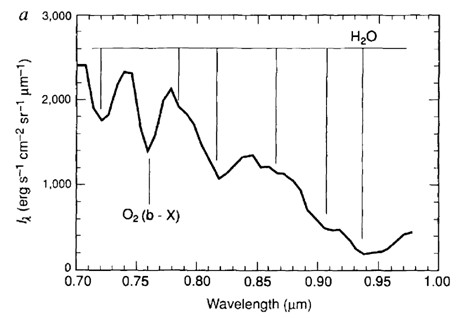 a
3,000
2,000
1,000
0
I_λ (erg s⁻¹ cm⁻² sr⁻¹ μm⁻¹)
H₂O
O₂ (b - X)
0.70 0.75 0.80 0.85 0.90 0.95 1.00
Wavelength (μm)